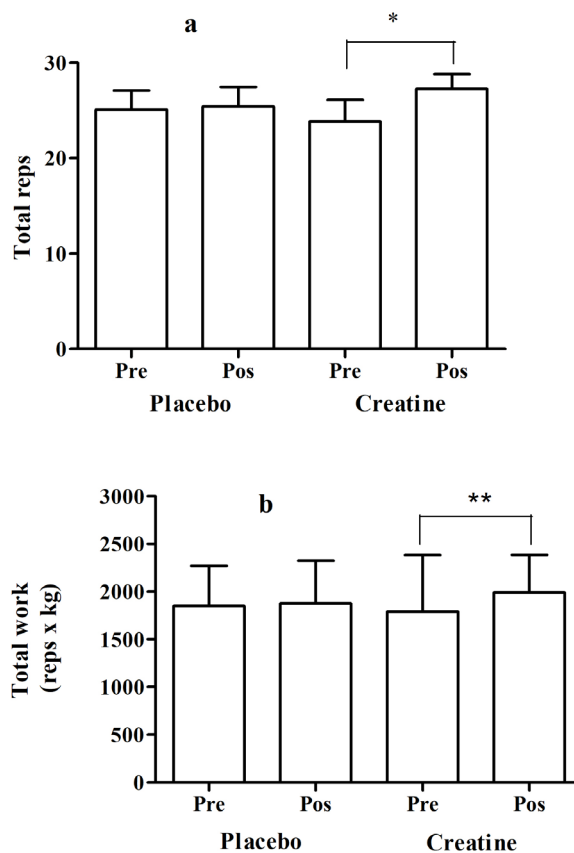 a
*
30
20
10
0
Total reps
Pre Pos Pre Pos
Placebo Creatine
b
**
3000
2500
2000
1500
1000
500
0
Total work
(reps x kg)
Pre Pos Pre Pos
Placebo Creatine